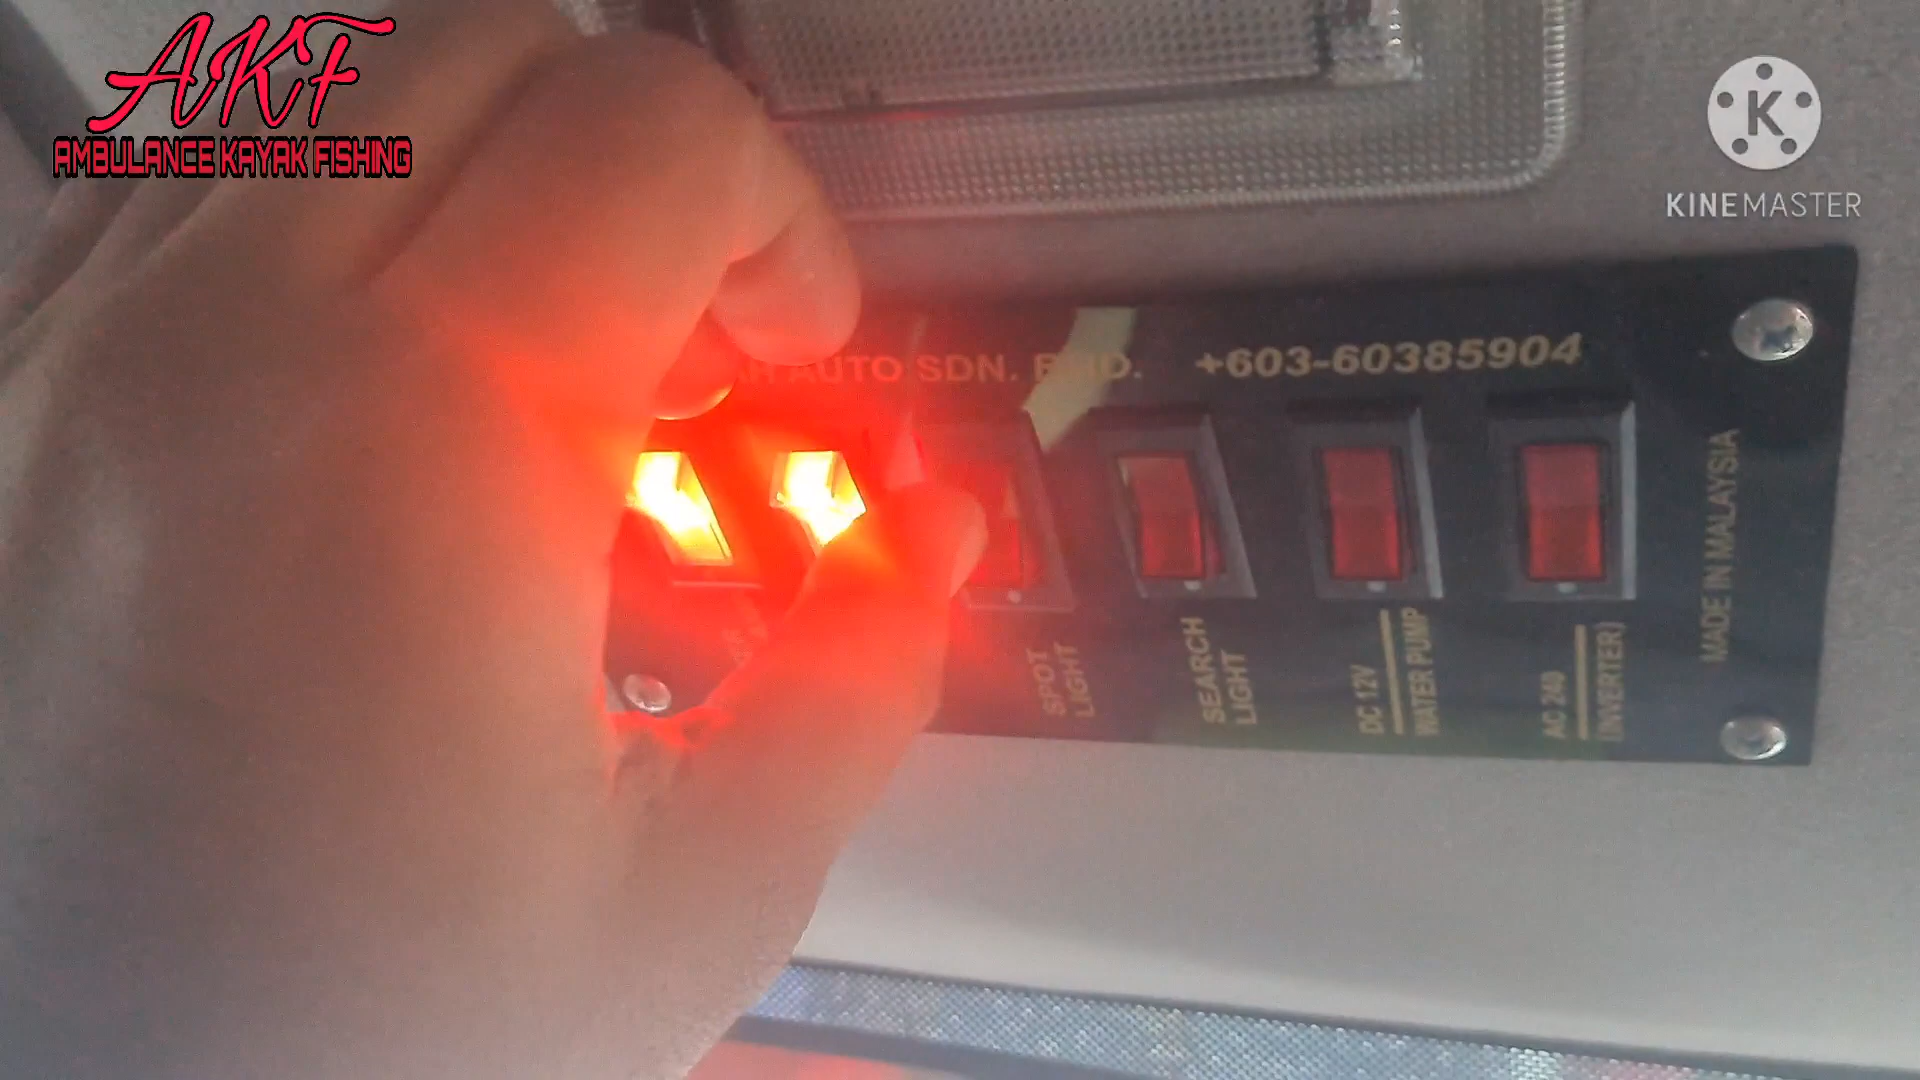 AKF
AMBULANCE KAYAK FISHING
K
KINEMASTER
AUTO SDN. BHD. +603-60385904
SPOT
LIGHT
SEARCH
LIGHT
DC 12V
WATER PUMP
AC 240
(INVERTER)
MADE IN MALAYSIA